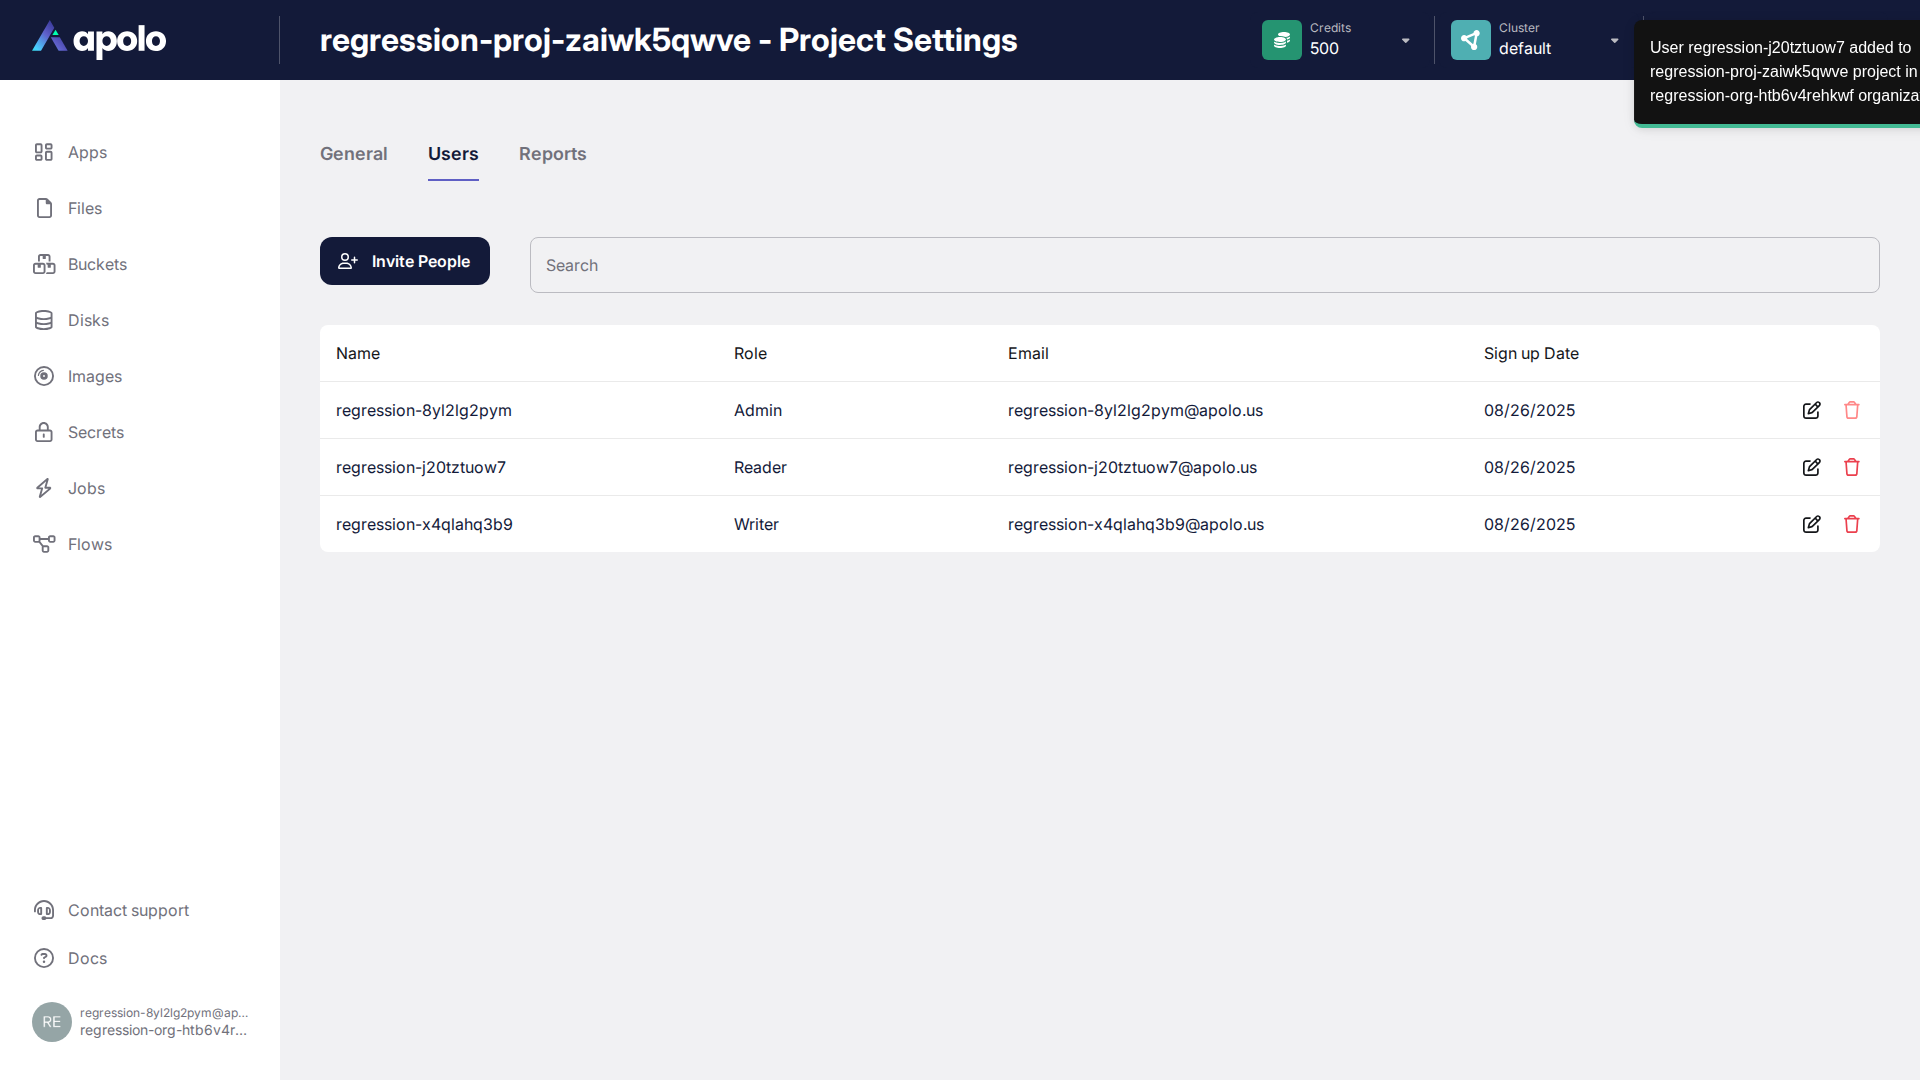 apolo
regression-proj-zaiwk5qwve - Project Settings
Credits
500
Cluster
default
User regression-j20tztuow7 added to
regression-proj-zaiwk5qwve project in
regression-org-htb6v4rehkwf
Apps
Files
Buckets
Disks
Images
Secrets
Jobs
Flows
Contact support
Docs
RE
regression-8yl2lg2pym@ap...
regression-org-htb6v4r...
General Users Reports
Invite People
Search
Name Role Email Sign up Date
regression-8yl2lg2pym Admin regression-8yl2lg2pym@apolo.us 08/26/2025
regression-j20tztuow7 Reader regression-j20tztuow7@apolo.us 08/26/2025
regression-x4qlahq3b9 Writer regression-x4qlahq3b9@apolo.us 08/26/2025